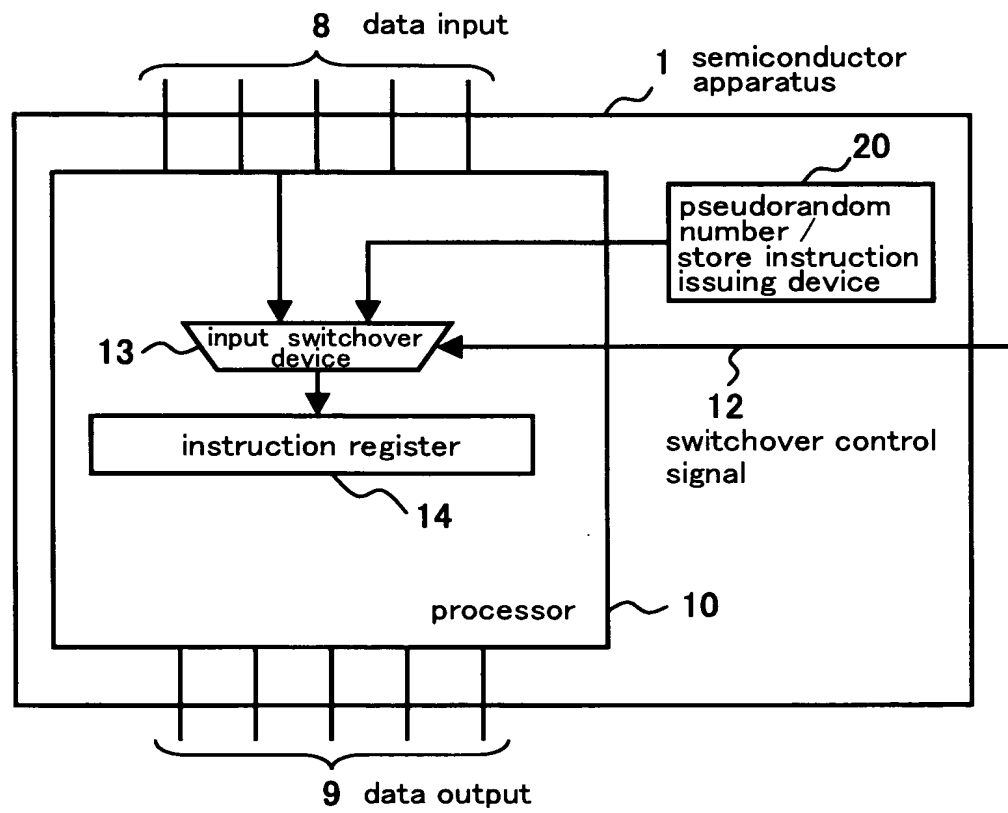 8 data input
1 semiconductor
apparatus
20
pseudorandom
number /
store instruction
issuing device
input switchover
device
13
12
switchover control
signal
instruction register
14
processor
10
9 data output